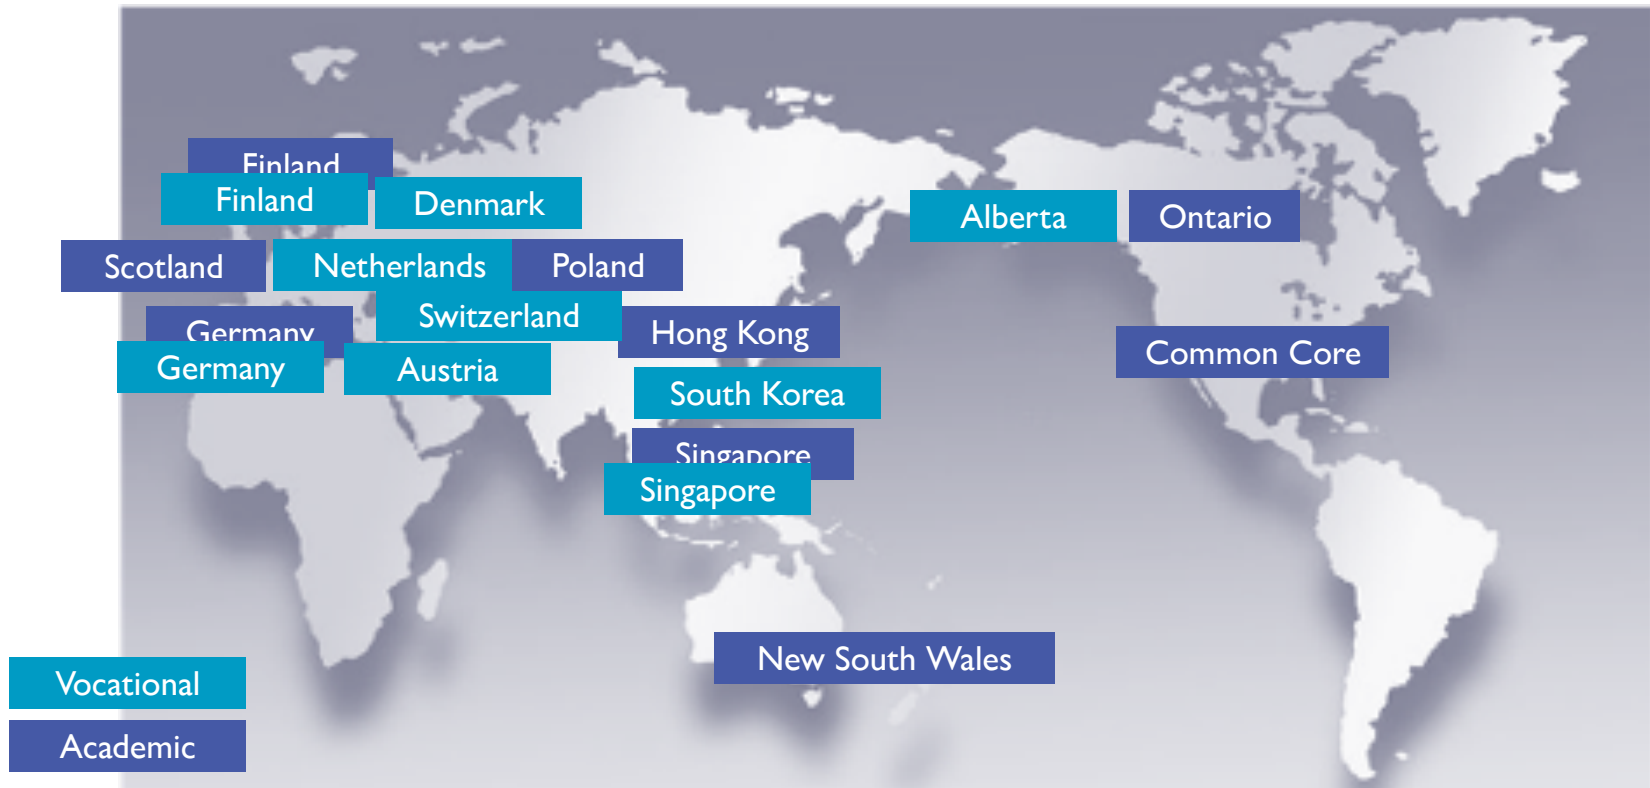 Finland
Finland
Denmark
Alberta
Ontario
Scotland
Netherlands
Poland
Switzerland
Germany
Hong Kong
Germany
Austria
Common Core
South Korea
Singapore
Singapore
New South Wales
Vocational
Academic